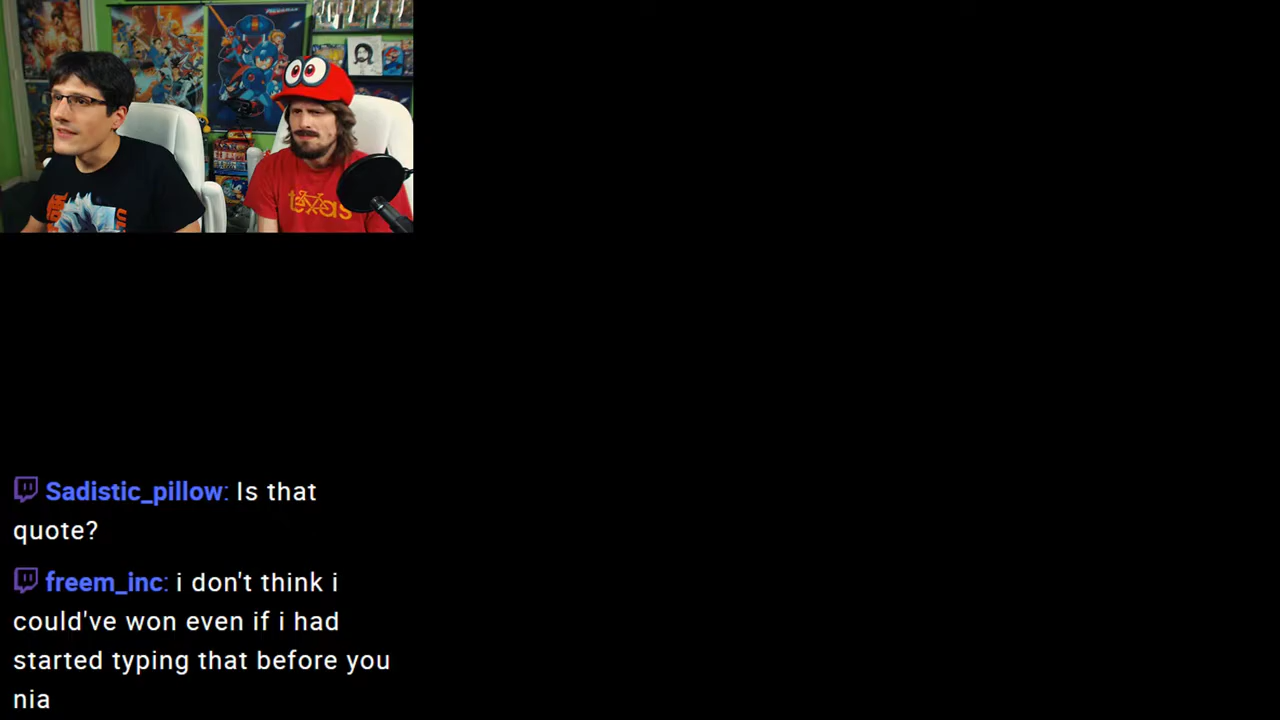 texas
Sadistic_pillow: Is that
quote?
freem_inc: i don't think i
could've won even if i had
started typing that before you
nia